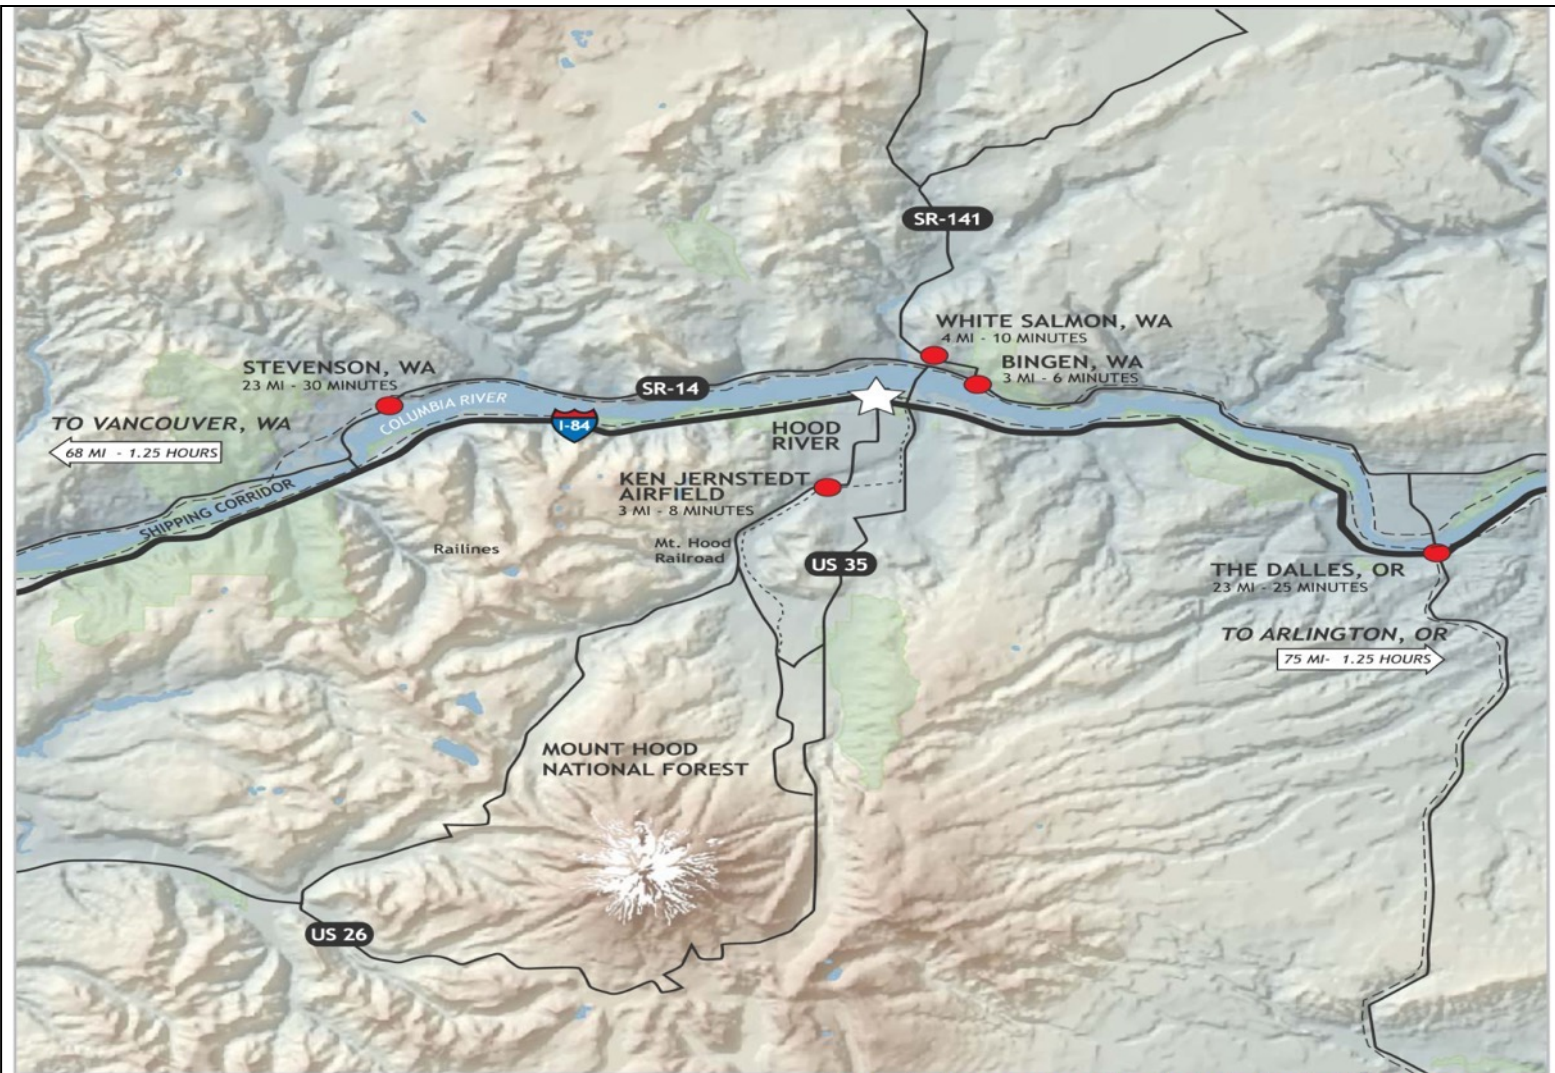 SR-141
WHITE SALMON, WA
4 MI - 10 MINUTES
BINGEN, WA
3 MI - 6 MINUTES
STEVENSON, WA
23 MI - 30 MINUTES
SR-14
COLUMBIA RIVER
I-84
TO VANCOUVER, WA
68 MI - 1.25 HOURS
HOOD
RIVER
KEN JERNSTEDT
AIRFIELD
3 MI - 8 MINUTES
SHIPPING CORRIDOR
Railines
Mt. Hood
Railroad
US 35
THE DALLES, OR
23 MI - 25 MINUTES
TO ARLINGTON, OR
75 MI- 1.25 HOURS
MOUNT HOOD
NATIONAL FOREST
US 26